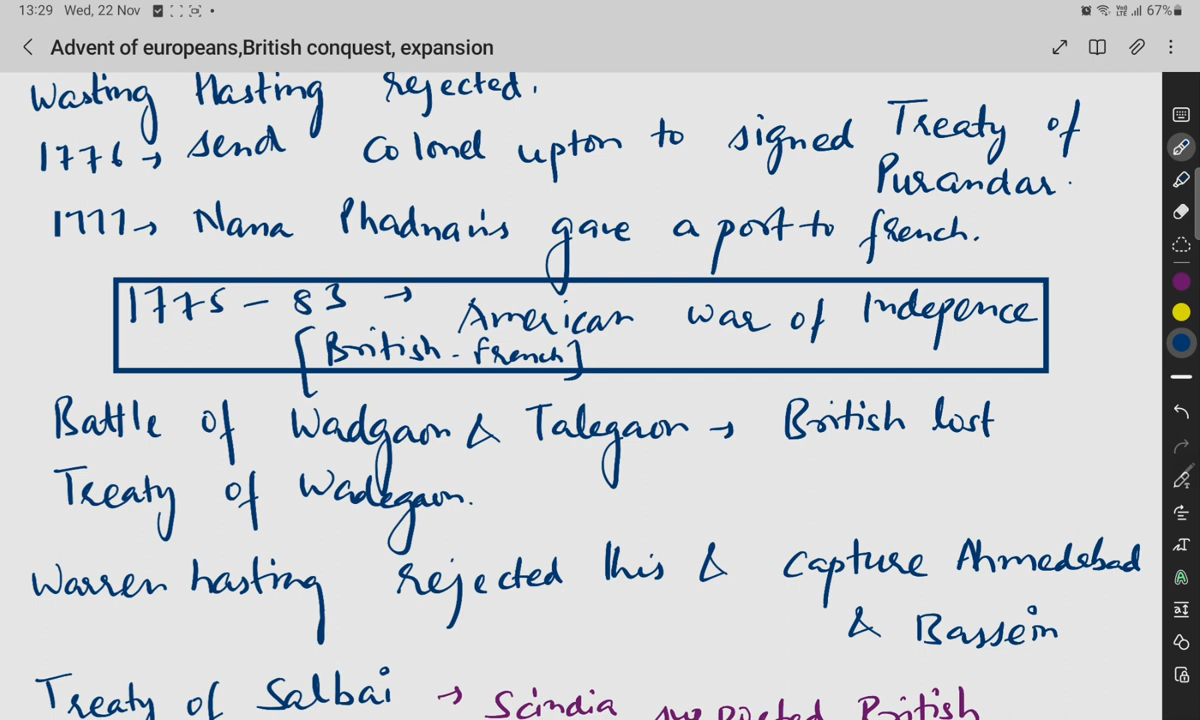 13:29 Wed, 22 Nov
67%
Advent of europeans,British conquest, expansion
Wasting Hasting rejected.
1776 → send Colonel upton to signed Treaty of
Purandar.
1777 → Nana Phadnavis gave a port to french.
1775 - 83 → American war of Indepence
[British - french]
Battle of Wadgaon & Talegaon → British lost
Treaty of Wadegaon.
Warren hasting rejected this & capture Ahmedabad
& Bassein
Treaty of Salbai → Scindia supported British